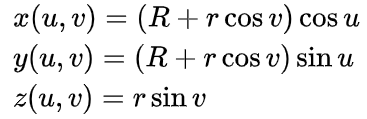 x(u, v) = (R + r cos v) cos u
y(u, v) = (R + r cos v) sin u
z(u, v) = r sin v